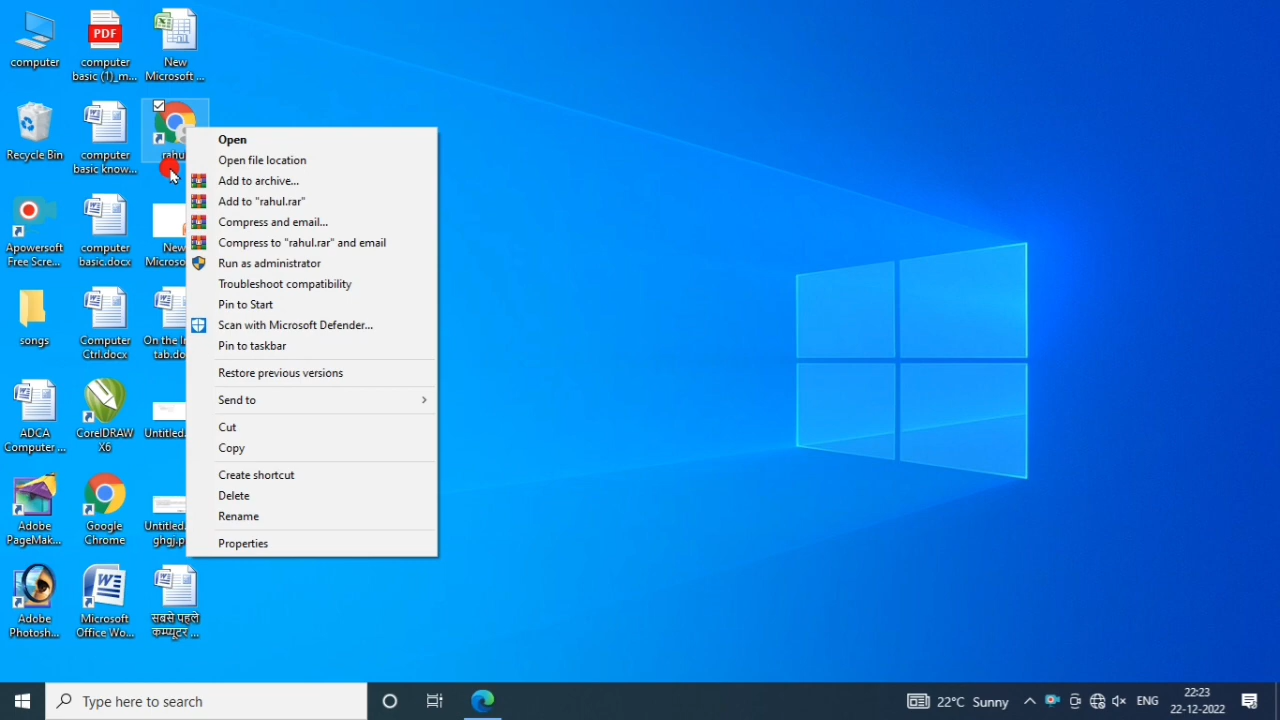 computer
PDF
computer
basic (1)_m...
New
Microsoft ...
Recycle Bin
computer
basic know...
rahu
Apowersoft
Free Scre...
computer
basic.docx
New
Micros
songs
Computer
Ctrl.docx
On the In
tab.do
ADCA
Computer ...
CorelDRAW
X6
Untitled.
Adobe
PageMak...
Google
Chrome
Untitled.
ghgj.p
Adobe
Photosh...
Microsoft
Office Wo...
सबसे पहले
कम्प्यूटर ...
Open
Open file location
Add to archive...
Add to "rahul.rar"
Compress and email...
Compress to "rahul.rar" and email
Run as administrator
Troubleshoot compatibility
Pin to Start
Scan with Microsoft Defender...
Pin to taskbar
Restore previous versions
Send to
Cut
Copy
Create shortcut
Delete
Rename
Properties
Type here to search
22°C Sunny
ENG
22:23
22-12-2022